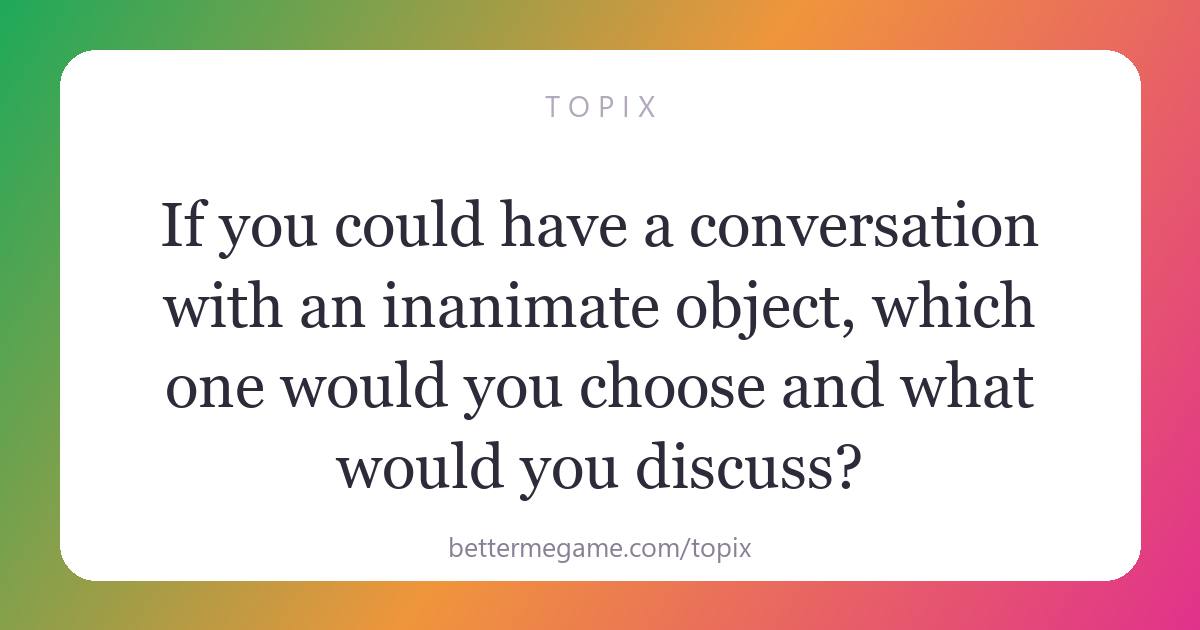 TOPIX
If you could have a conversation
with an inanimate object, which
one would you choose and what
would you discuss?
bettermegame.com/topix